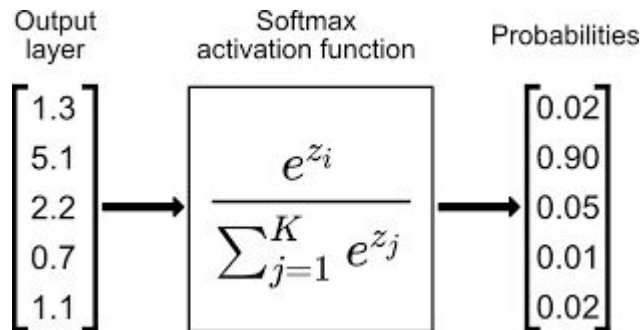 Output
layer
Softmax
activation function
Probabilities
1.3
5.1
2.2
0.7
1.1
e^{z_i}
∑_{j=1}^{K} e^{z_j}
0.02
0.90
0.05
0.01
0.02